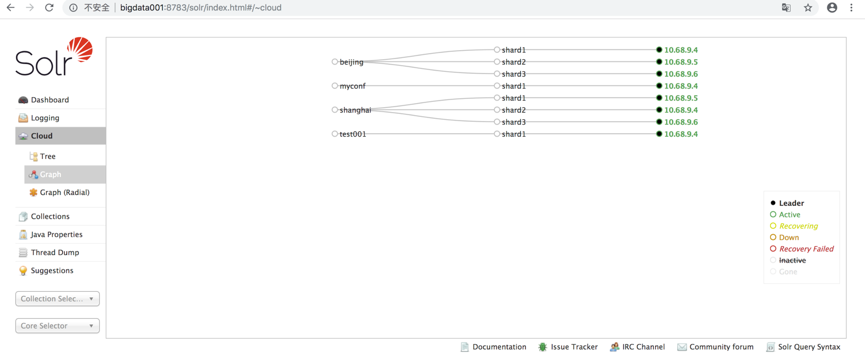 不安全 | bigdata001:8783/solr/index.html#/~cloud
Solr
Dashboard
Logging
Cloud
Tree
Graph
Graph (Radial)
Collections
Java Properties
Thread Dump
Suggestions
Collection Selec...
Core Selector
beijing
shard1 10.68.9.4
shard2 10.68.9.5
shard3 10.68.9.6
myconf shard1 10.68.9.4
shanghai
shard1 10.68.9.5
shard2 10.68.9.4
shard3 10.68.9.6
test001 shard1 10.68.9.4
Leader
Active
Recovering
Down
Recovery Failed
inactive
Gone
Documentation Issue Tracker IRC Channel Community forum Solr Query Syntax